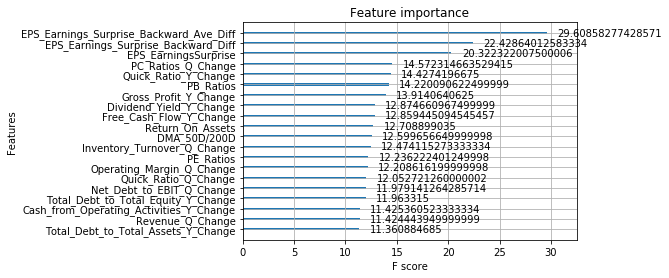 Feature importance
EPS_Earnings_Surprise_Backward_Ave_Diff 29.60858277428571
EPS_Earnings_Surprise_Backward_Diff 22.42864012583334
EPS_EarningsSurprise 20.322322007500006
PC_Ratios_Q_Change 14.572314663529415
Quick_Ratio_Y_Change 14.4274196675
PB_Ratios 14.220090622499999
Gross_Profit_Y_Change 13.9140640625
Dividend_Yield_Y_Change 12.874660967499999
Free_Cash_Flow_Y_Change 12.859445094545457
Return_On_Assets 12.708899035
DMA_50D/200D 12.599656649999998
Inventory_Turnover_Q_Change 12.474115273333334
PE_Ratios 12.236222401249998
Operating_Margin_Q_Change 12.208616199999998
Quick_Ratio_Q_Change 12.052721260000002
Net_Debt_to_EBIT_Q_Change 11.979141264285714
Total_Debt_to_Total_Equity_Y_Change 11.963315
Cash_from_Operating_Activities_Y_Change 11.425360523333334
Revenue_Q_Change 11.424443949999999
Total_Debt_to_Total_Assets_Y_Change 11.360884685
Features
0 5 10 15 20 25 30
F score